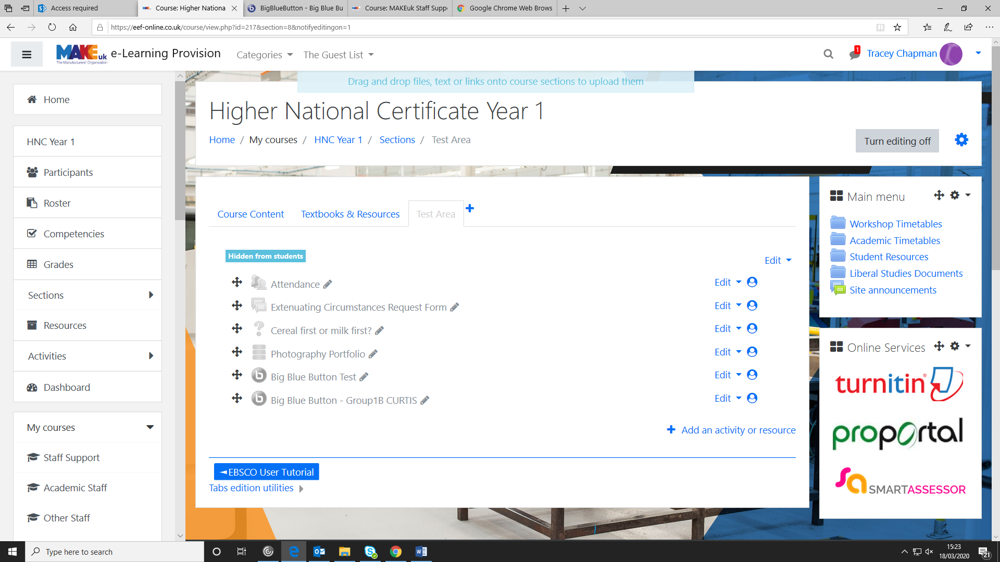 Access required
Course: Higher Nationa
BigBlueButton - Big Blue Bu
Course: MAKEuk Staff Supp
Google Chrome Web Brows
https://eef-online.co.uk/course/view.php?id=217&section=8&notifyeditingon=1
MAKEuk
The Manufacturers' Organisation
e-Learning Provision
Categories
The Guest List
1
Tracey Chapman
Drag and drop files, text or links onto course sections to upload them
Home
HNC Year 1
Participants
Roster
Competencies
Grades
Sections
Resources
Activities
Dashboard
My courses
Staff Support
Academic Staff
Other Staff
Higher National Certificate Year 1
Home / My courses / HNC Year 1 / Sections / Test Area
Turn editing off
Course Content
Textbooks & Resources
Test Area
Hidden from students
Edit
Attendance
Edit
Extenuating Circumstances Request Form
Edit
Cereal first or milk first?
Edit
Photography Portfolio
Edit
Big Blue Button Test
Edit
Big Blue Button - Group1B CURTIS
Edit
Add an activity or resource
◄EBSCO User Tutorial
Tabs edition utilities
Main menu
Workshop Timetables
Academic Timetables
Student Resources
Liberal Studies Documents
Site announcements
Online Services
turnitin®
proportal
sa SMARTASSESSOR
Type here to search
15:23
18/03/2020
21